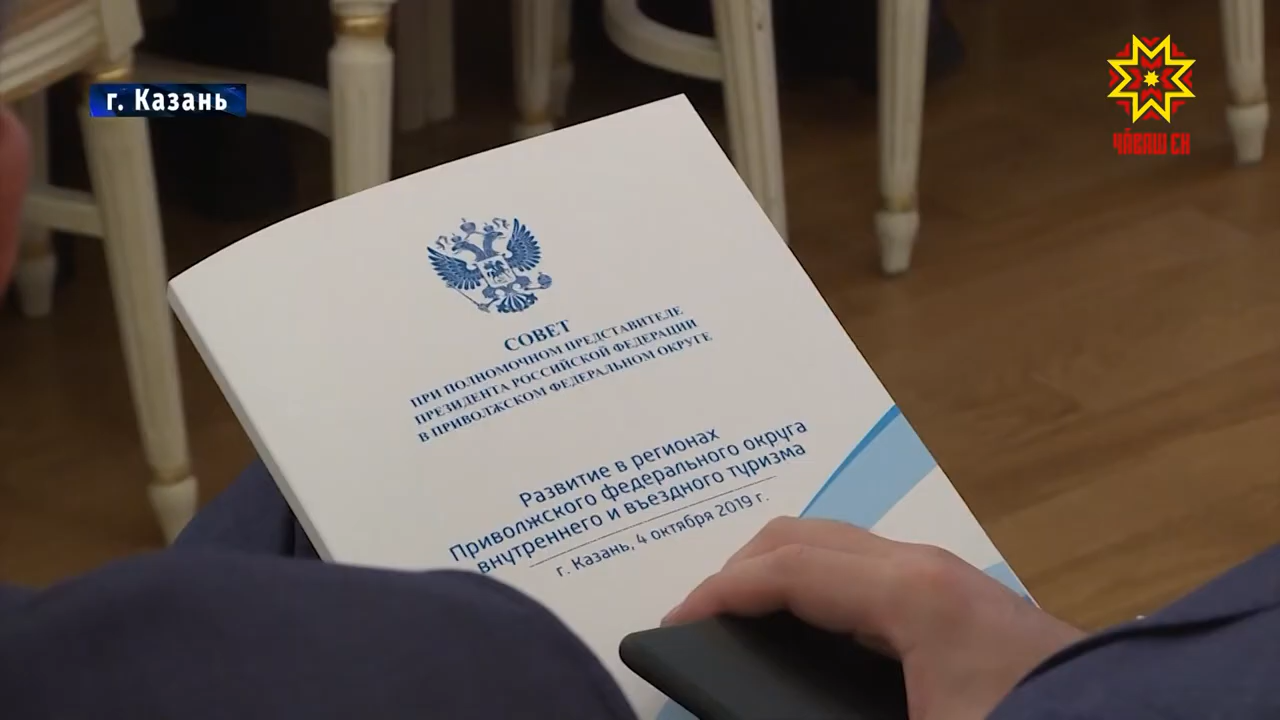 г. Казань
ЧӐВАШ ЕН
СОВЕТ
ПРИ ПОЛНОМОЧНОМ ПРЕДСТАВИТЕЛЕ
ПРЕЗИДЕНТА РОССИЙСКОЙ ФЕДЕРАЦИИ
В ПРИВОЛЖСКОМ ФЕДЕРАЛЬНОМ ОКРУГЕ
Развитие в регионах
Приволжского федерального округа
внутреннего и въездного туризма
г. Казань, 4 октября 2019 г.